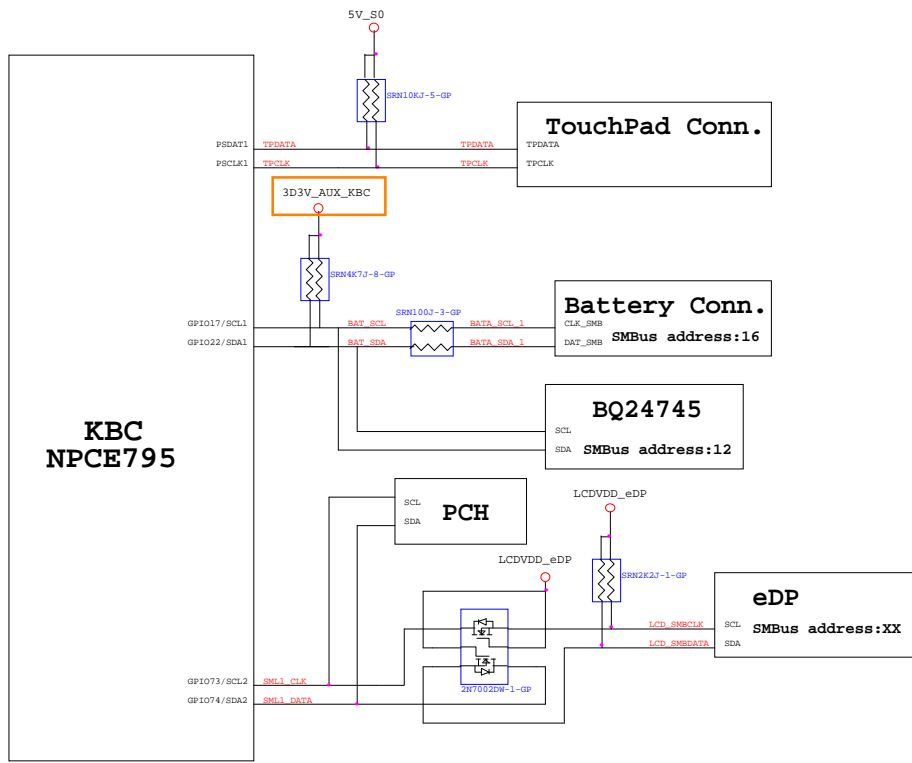 5V_S0
SRN10KJ-5-GP
TouchPad Conn.
PSDAT1 TPDATA TPDATA TPDATA
PSCLK1 TPCLK TPCLK TPCLK
3D3V_AUX_KBC
SRN4K7J-8-GP
Battery Conn.
SRN100J-3-GP
GPIO17/SCL1 BAT_SCL BATA_SCL_1 CLK_SMB
SMBus address:16
GPIO22/SDA1 BAT_SDA BATA_SDA_1 DAT_SMB
BQ24745
SCL
SDA SMBus address:12
KBC
NPCE795
SCL
PCH
SDA
LCDVDD_eDP
LCDVDD_eDP
SRN2K2J-1-GP
eDP
LCD_SMBCLK SCL
SMBus address:XX
LCD_SMBDATA SDA
GPIO73/SCL2 SML1_CLK
2N7002DW-1-GP
GPIO74/SDA2 SML1_DATA